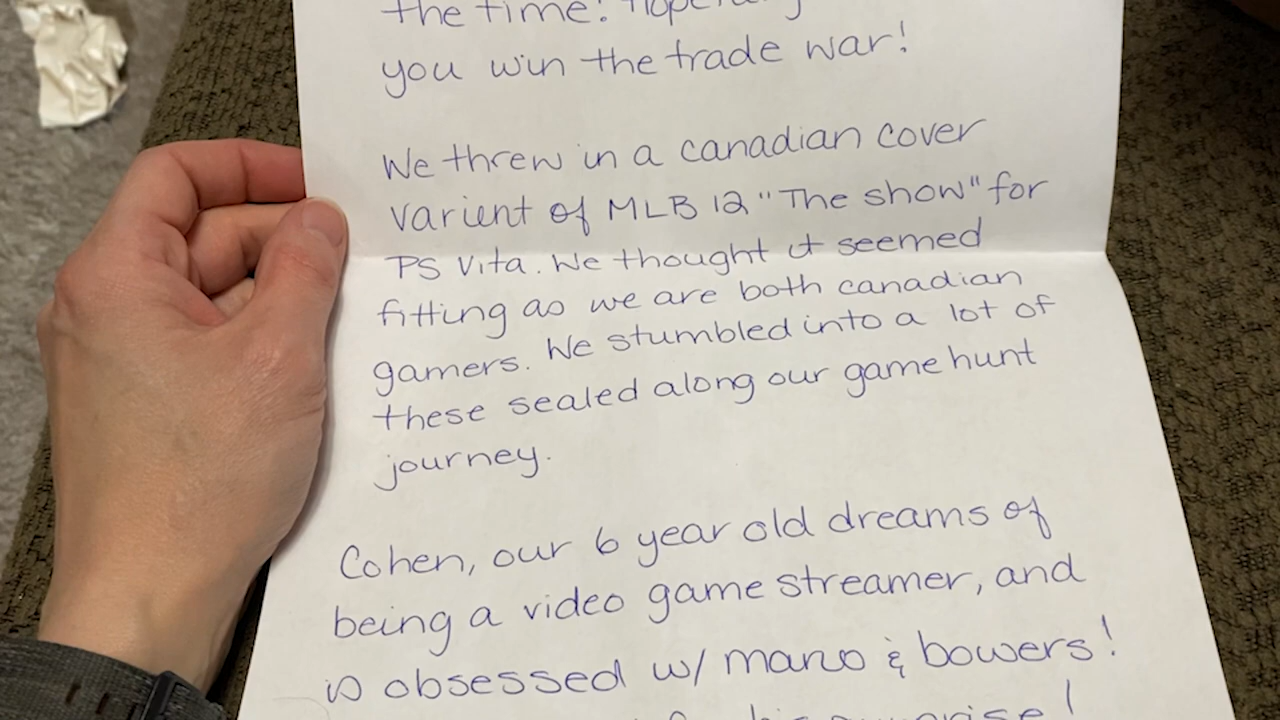 the time!
you win the trade war!
We threw in a canadian cover
varient of MLB 12 "The show" for
PS Vita. We thought it seemed
fitting as we are both canadian
gamers. We stumbled into a lot of
these sealed along our game hunt
journey.
Cohen, our 6 year old dreams of
being a video game streamer, and
is obsessed w/ mario & bowers!